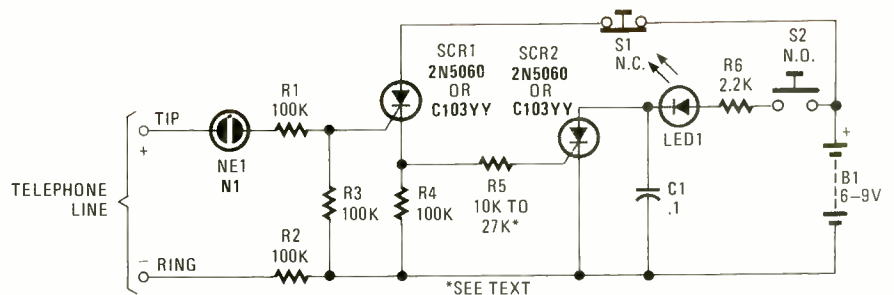 SCR1
2N5060
OR
C103YY
SCR2
2N5060
OR
C103YY
S1
N.C.
S2
N.O.
R6
2.2K
R1
100K
TIP
+
NE1
N1
LED1
+
B1
6–9V
TELEPHONE
LINE
R3
100K
R4
100K
R5
10K TO
27K*
C1
.1
R2
100K
–
RING
*SEE TEXT